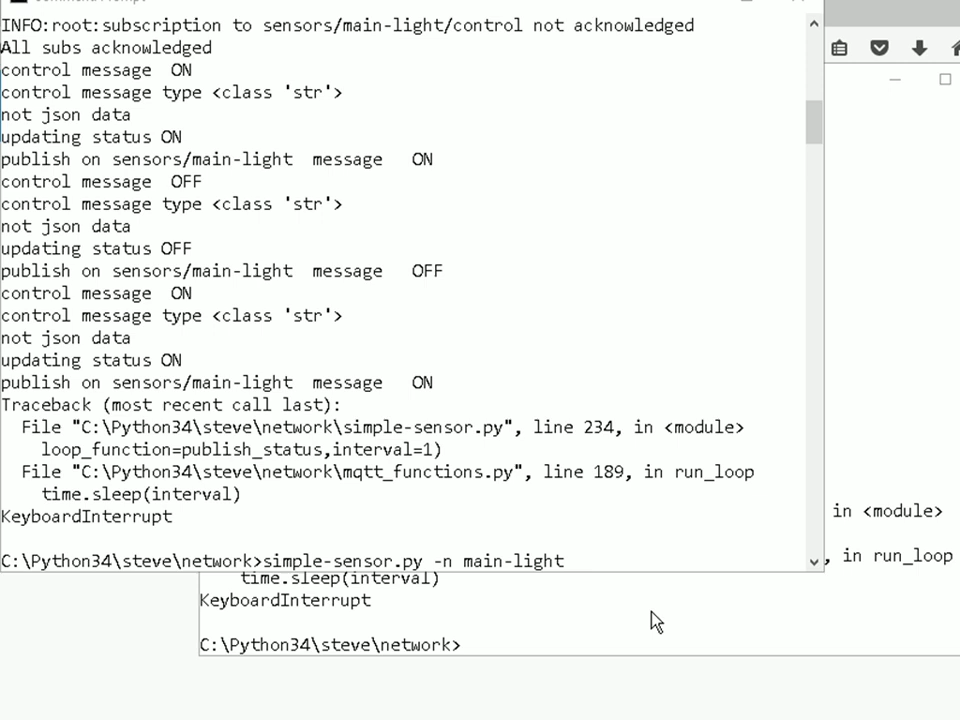 INFO:root:subscription to sensors/main-light/control not acknowledged
All subs acknowledged
control message  ON
control message type <class 'str'>
not json data
updating status ON
publish on sensors/main-light  message   ON
control message  OFF
control message type <class 'str'>
not json data
updating status OFF
publish on sensors/main-light  message   OFF
control message  ON
control message type <class 'str'>
not json data
updating status ON
publish on sensors/main-light  message   ON
Traceback (most recent call last):
  File "C:\Python34\steve\network\simple-sensor.py", line 234, in <module>
    loop_function=publish_status,interval=1)
  File "C:\Python34\steve\network\mqtt_functions.py", line 189, in run_loop
    time.sleep(interval)
KeyboardInterrupt
C:\Python34\steve\network>simple-sensor.py -n main-light
in <module>
, in run_loop
time.sleep(interval)
KeyboardInterrupt
C:\Python34\steve\network>